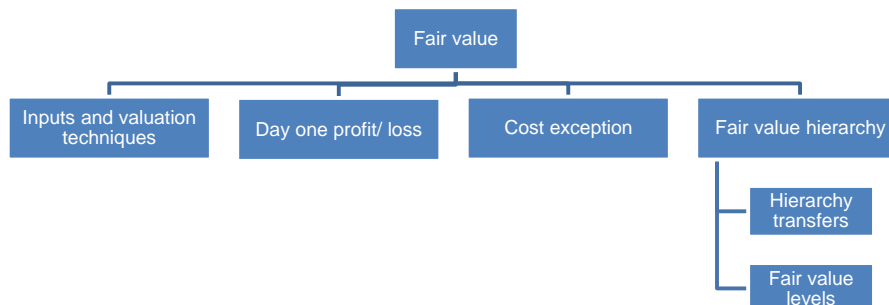 Fair value
Inputs and valuation
techniques
Day one profit/ loss
Cost exception
Fair value hierarchy
Hierarchy
transfers
Fair value
levels